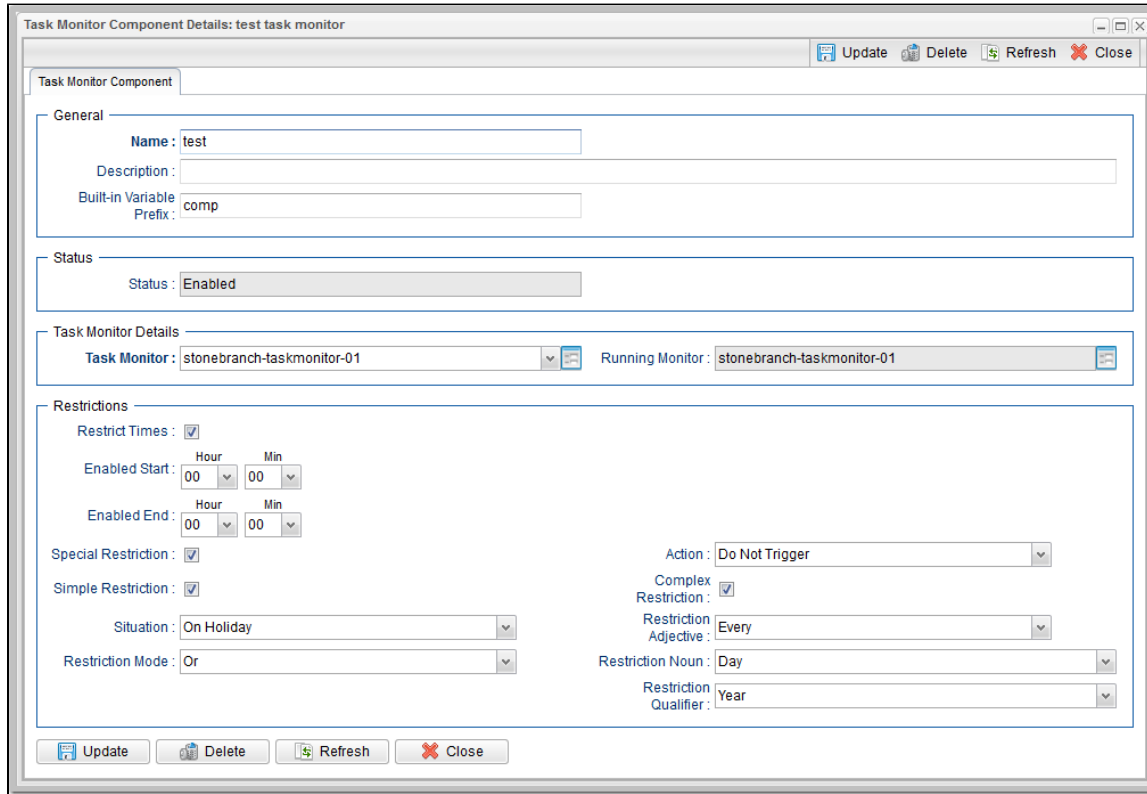 Task Monitor Component Details: test task monitor
Update Delete Refresh Close
Task Monitor Component
General
Name : test
Description :
Built-in Variable
Prefix : comp
Status
Status : Enabled
Task Monitor Details
Task Monitor : stonebranch-taskmonitor-01 Running Monitor : stonebranch-taskmonitor-01
Restrictions
Restrict Times :
Hour Min
Enabled Start : 00 00
Hour Min
Enabled End : 00 00
Special Restriction : Action : Do Not Trigger
Simple Restriction : Complex
Restriction :
Situation : On Holiday Restriction
Adjective : Every
Restriction Mode : Or Restriction Noun : Day
Restriction
Qualifier : Year
Update Delete Refresh Close